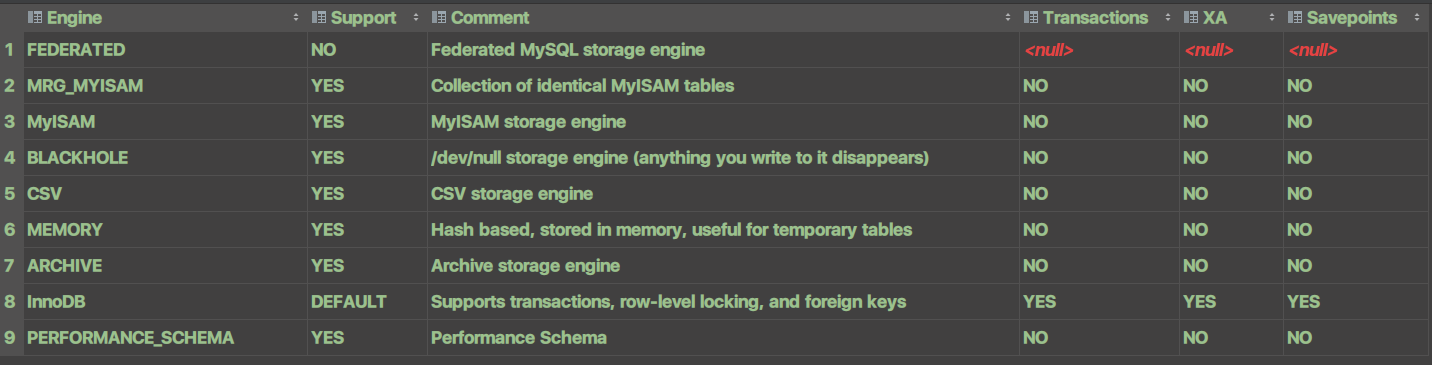 Engine Support Comment Transactions XA Savepoints
1 FEDERATED NO Federated MySQL storage engine <null> <null> <null>
2 MRG_MYISAM YES Collection of identical MyISAM tables NO NO NO
3 MyISAM YES MyISAM storage engine NO NO NO
4 BLACKHOLE YES /dev/null storage engine (anything you write to it disappears) NO NO NO
5 CSV YES CSV storage engine NO NO NO
6 MEMORY YES Hash based, stored in memory, useful for temporary tables NO NO NO
7 ARCHIVE YES Archive storage engine NO NO NO
8 InnoDB DEFAULT Supports transactions, row-level locking, and foreign keys YES YES YES
9 PERFORMANCE_SCHEMA YES Performance Schema NO NO NO